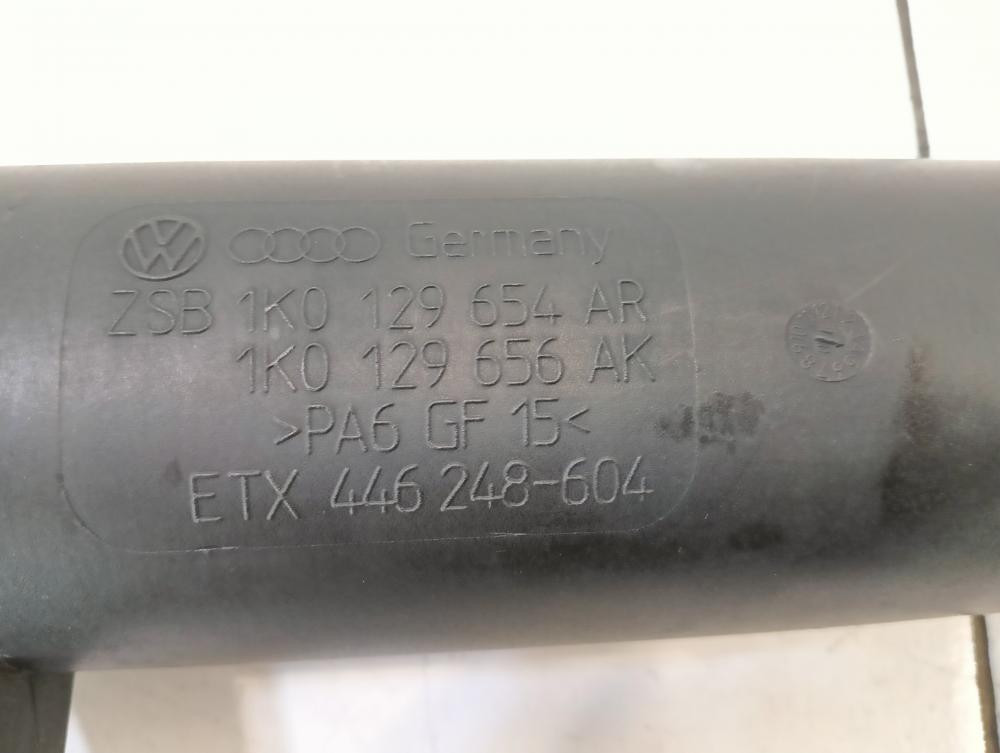 Germany
ZSB 1K0 129 654 AR
1K0 129 656 AK
>PA6 GF 15<
ETX 446 248-604